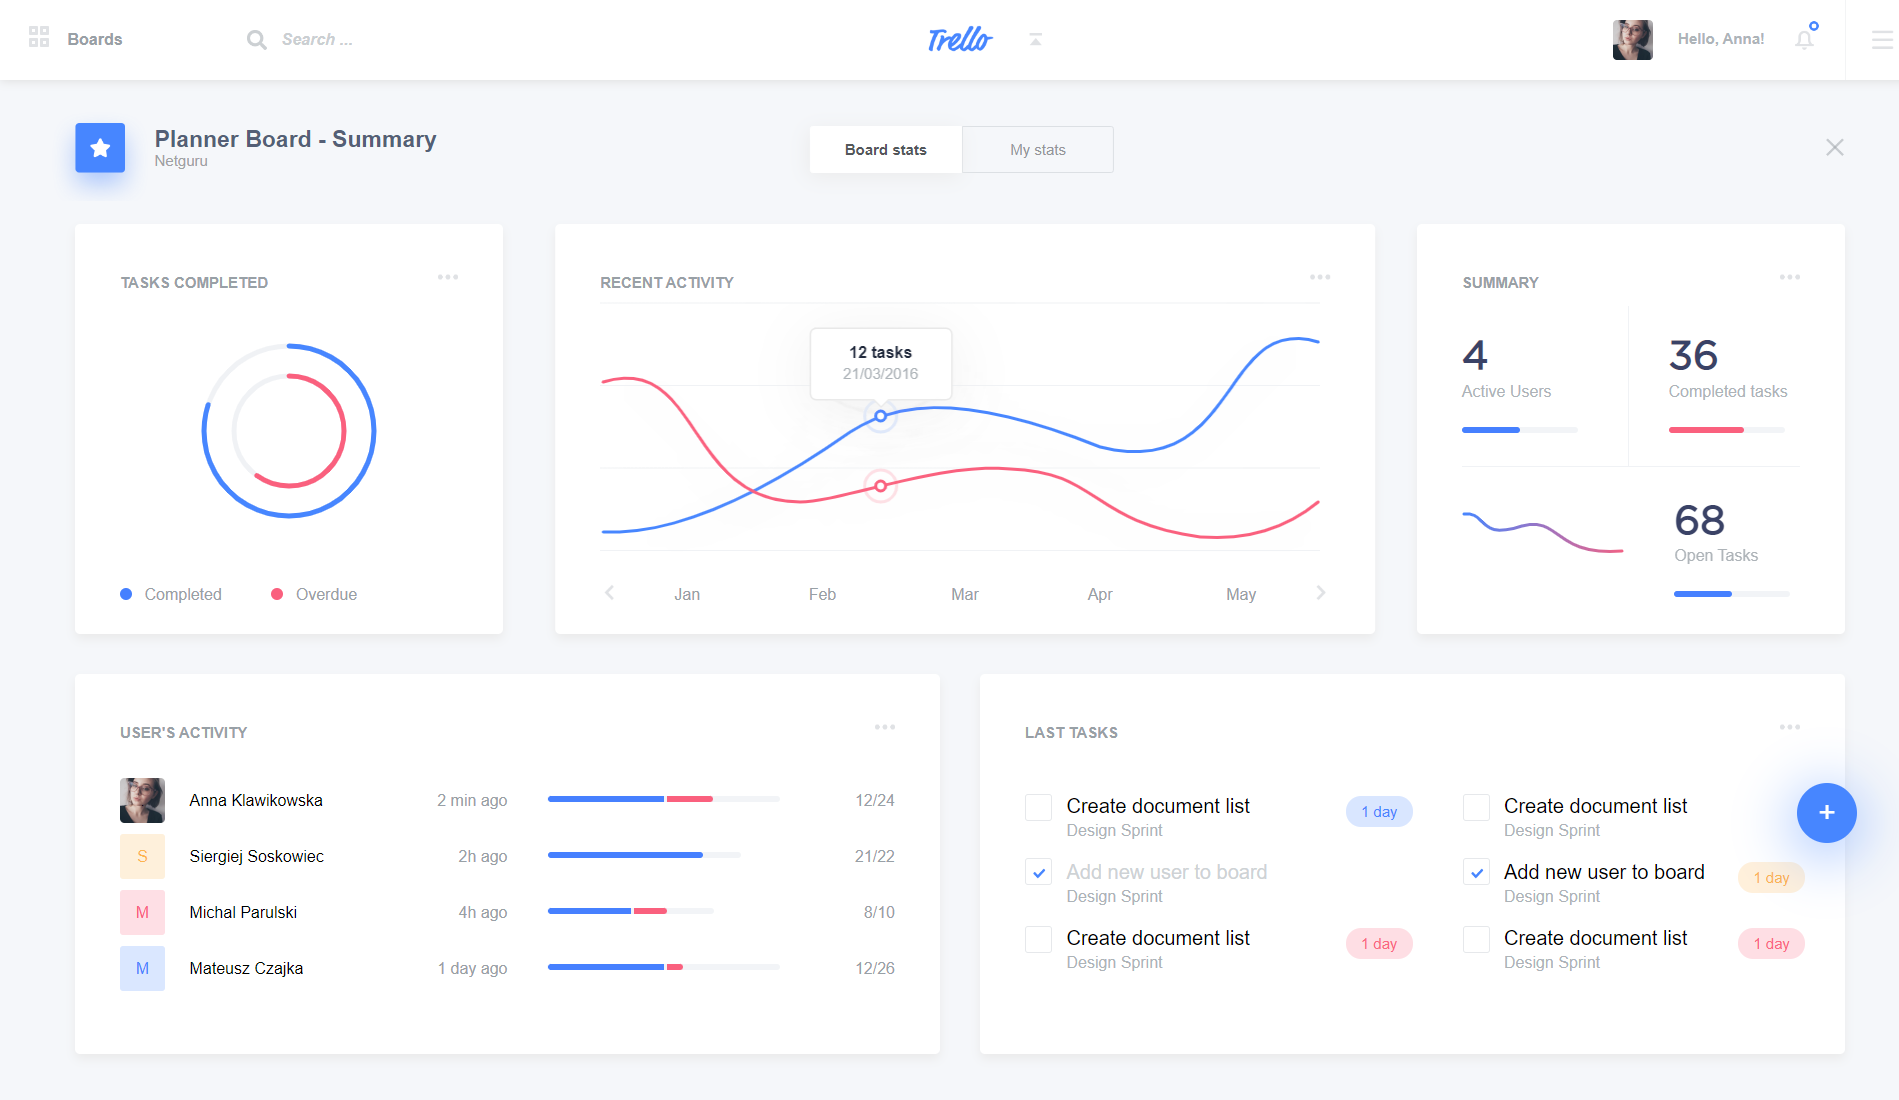 Boards
Search ...
Trello
Hello, Anna!
Planner Board - Summary
Netguru
Board stats
My stats
TASKS COMPLETED
Completed
Overdue
RECENT ACTIVITY
12 tasks
21/03/2016
Jan
Feb
Mar
Apr
May
SUMMARY
4
Active Users
36
Completed tasks
68
Open Tasks
USER'S ACTIVITY
Anna Klawikowska
2 min ago
12/24
S
Siergiej Soskowiec
2h ago
21/22
M
Michal Parulski
4h ago
8/10
M
Mateusz Czajka
1 day ago
12/26
LAST TASKS
Create document list
Design Sprint
1 day
Add new user to board
Design Sprint
Create document list
Design Sprint
1 day
Create document list
Design Sprint
Add new user to board
Design Sprint
1 day
Create document list
Design Sprint
1 day
+